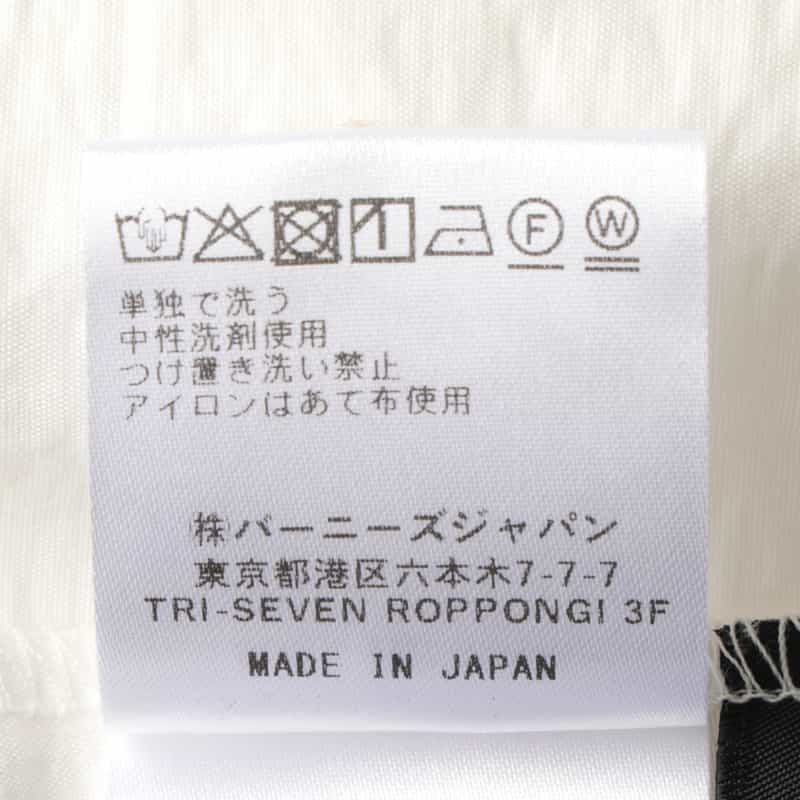 F W
単独で洗う
中性洗剤使用
つけ置き洗い禁止
アイロンはあて布使用
㈱バーニーズジャパン
東京都港区六本木7-7-7
TRI-SEVEN ROPPONGI 3F
MADE IN JAPAN